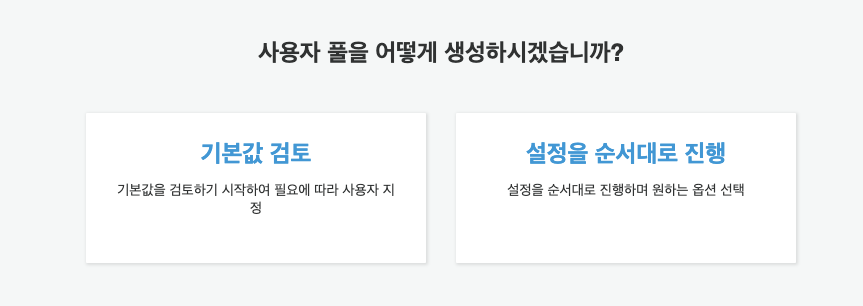 사용자 풀을 어떻게 생성하시겠습니까?
기본값 검토
기본값을 검토하기 시작하여 필요에 따라 사용자 지
정
설정을 순서대로 진행
설정을 순서대로 진행하며 원하는 옵션 선택